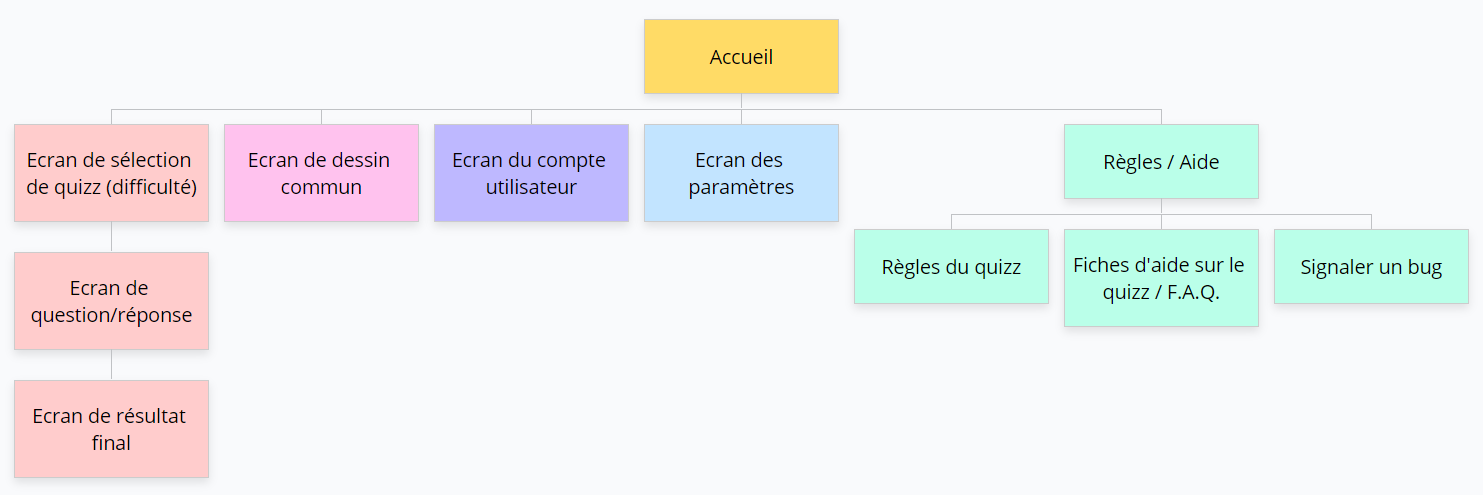 Accueil
Ecran de sélection
de quizz (difficulté)
Ecran de dessin
commun
Ecran du compte
utilisateur
Ecran des
paramètres
Règles / Aide
Ecran de
question/réponse
Règles du quizz
Fiches d'aide sur le
quizz / F.A.Q.
Signaler un bug
Ecran de résultat
final